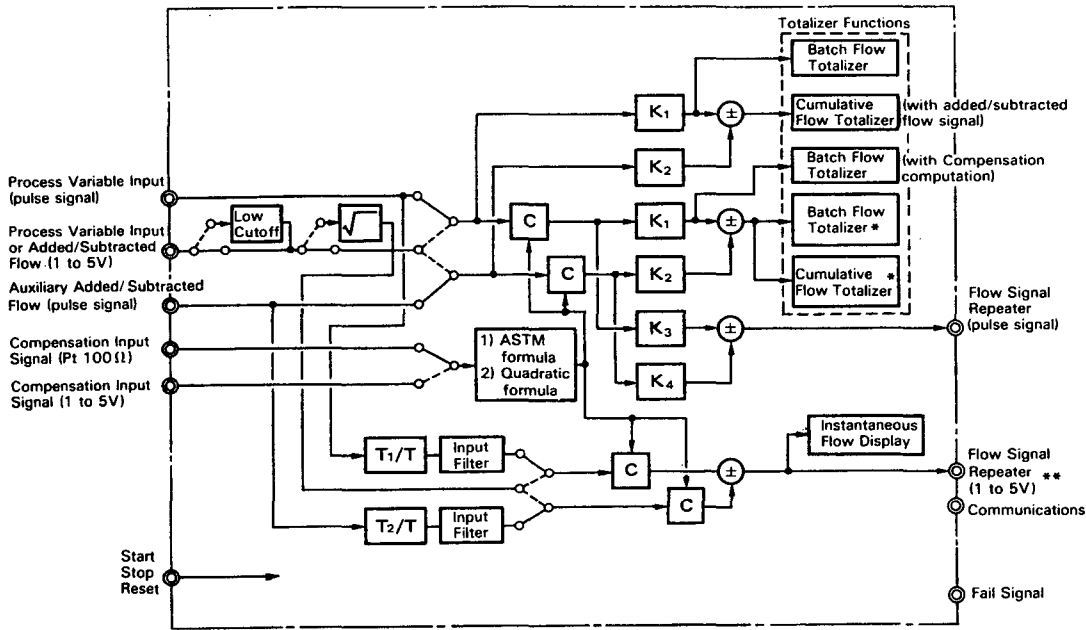 Totalizer Functions
Batch Flow
Totalizer
K1
±
Cumulative
Flow Totalizer
(with added/subtracted
flow signal)
K2
Batch Flow
Totalizer
(with Compensation
computation)
Process Variable Input
(pulse signal)
Low
Cutoff
√
Process Variable Input
or Added/Subtracted
Flow (1 to 5V)
C
K1
±
Batch Flow
Totalizer*
C
K2
Cumulative *
Flow Totalizer
Auxiliary Added/Subtracted
Flow (pulse signal)
Flow Signal
Repeater
(pulse signal)
K3
±
Compensation Input
Signal (Pt 100Ω)
1) ASTM
formula
2) Quadratic
formula
K4
Compensation Input
Signal (1 to 5V)
Instantaneous
Flow Display
T1/T
Input
Filter
C
±
Flow Signal
Repeater **
(1 to 5V)
C
Communications
T2/T
Input
Filter
Start
Stop
Reset
Fail Signal